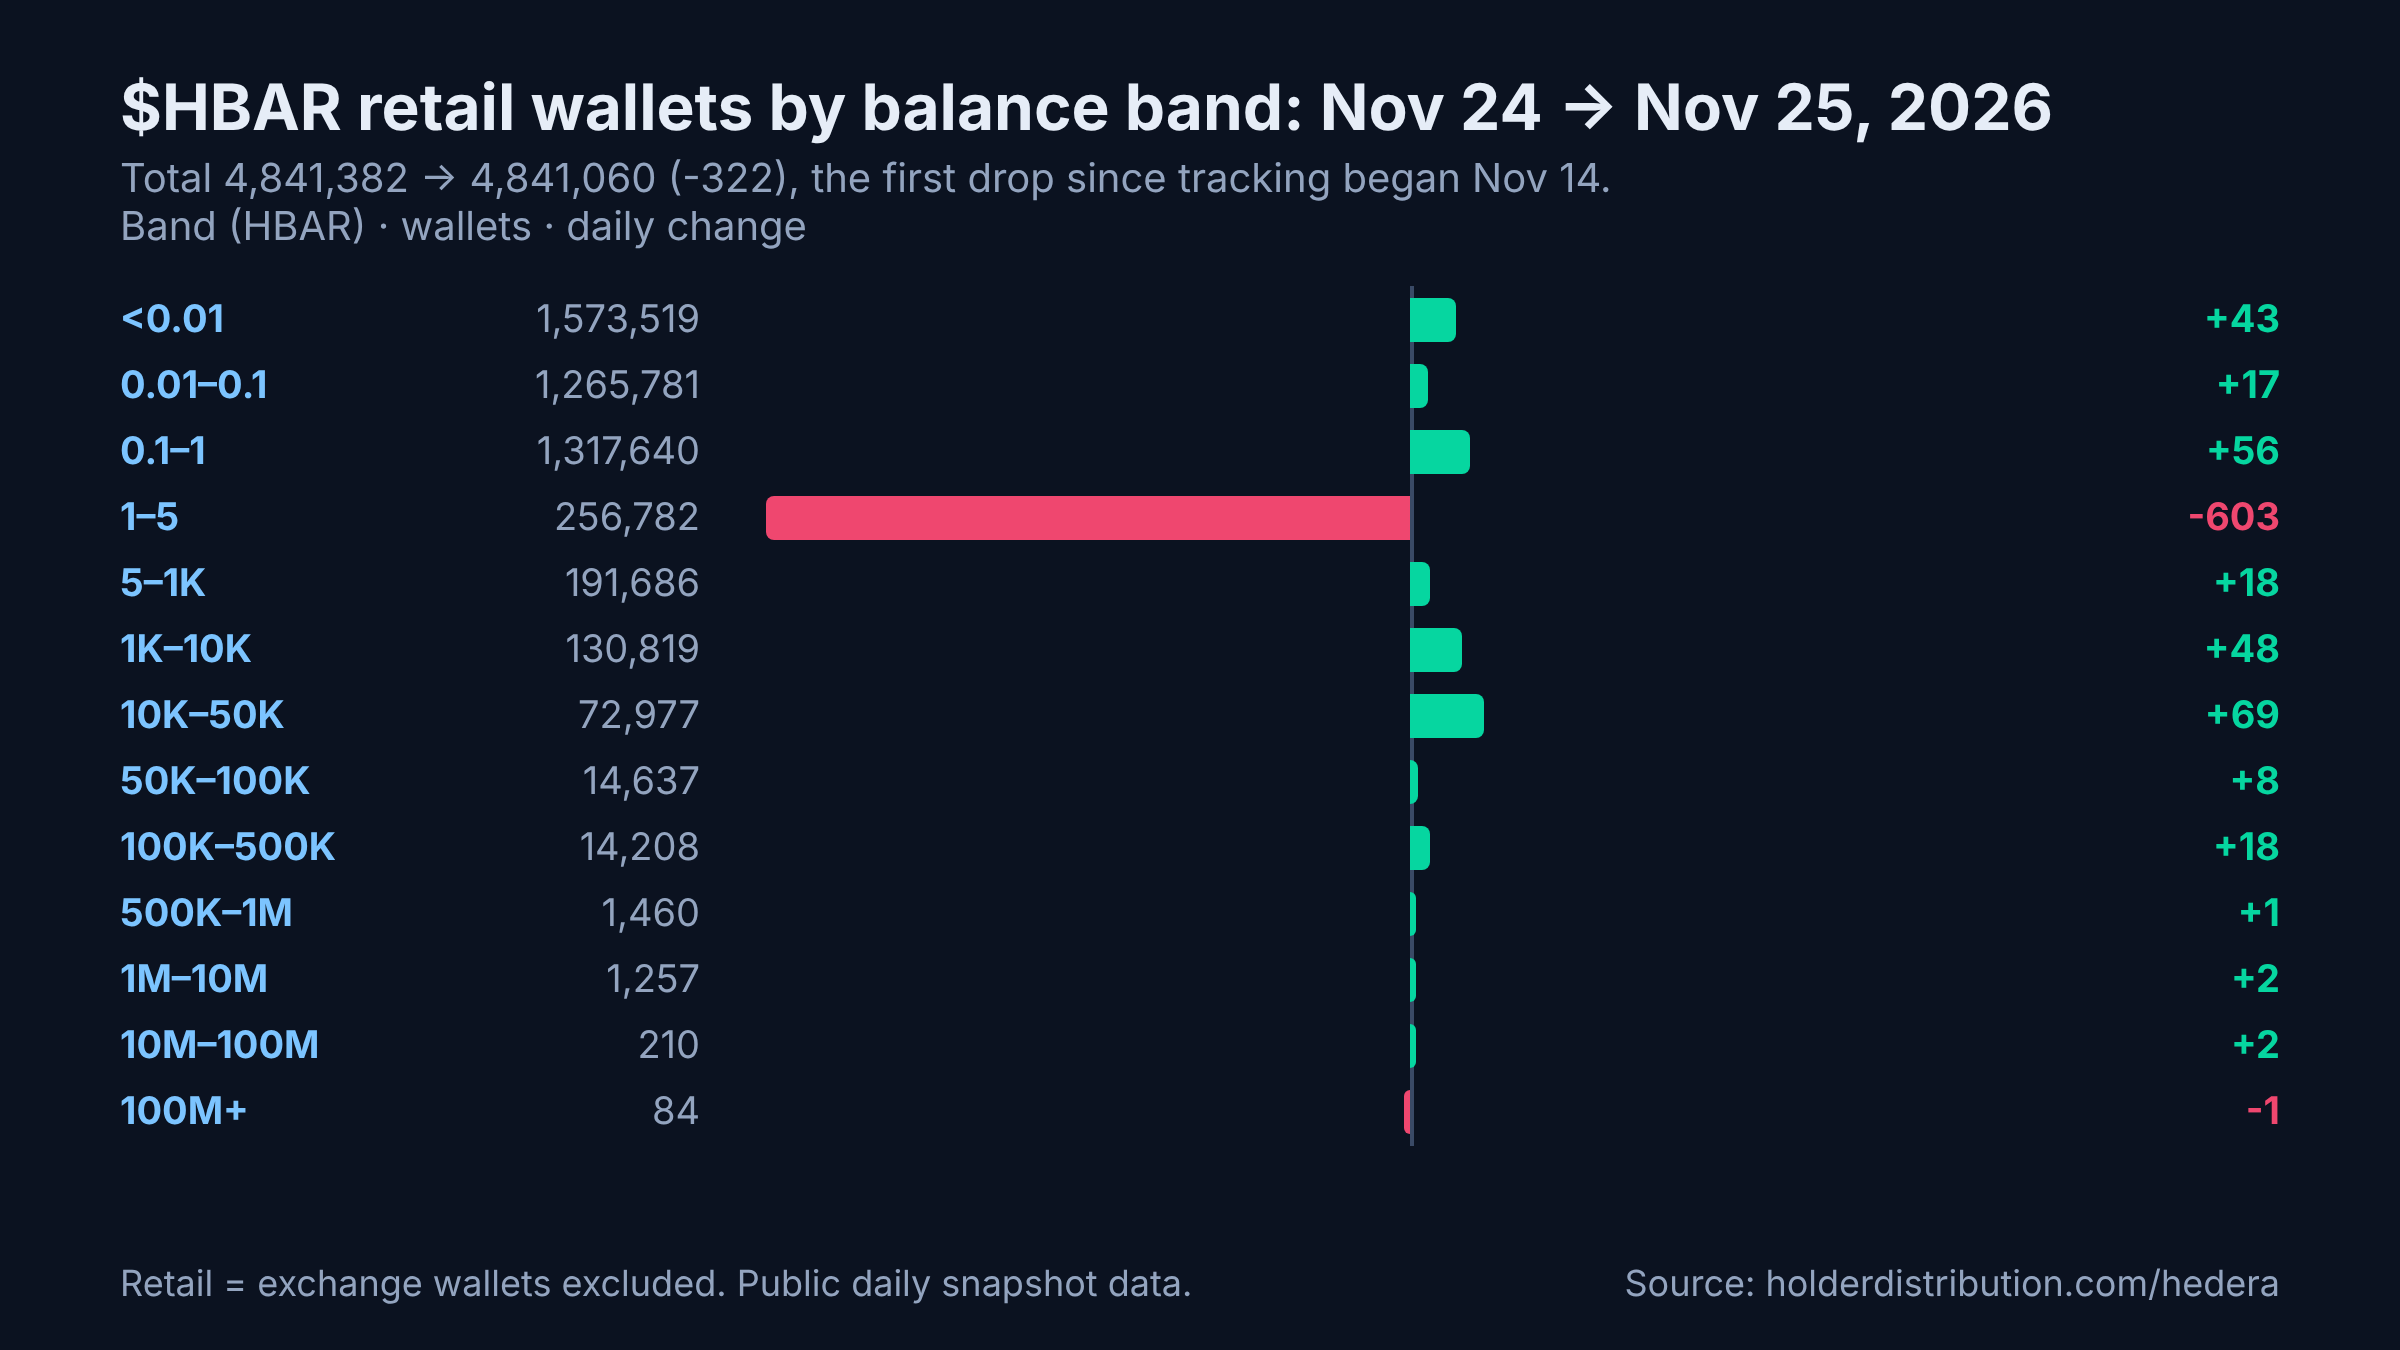 $HBAR retail wallets by balance band: Nov 24 → Nov 25, 2026
Total 4,841,382 → 4,841,060 (-322), the first drop since tracking began Nov 14.
Band (HBAR) · wallets · daily change
<0.01 1,573,519 +43
0.01–0.1 1,265,781 +17
0.1–1 1,317,640 +56
1–5 256,782 -603
5–1K 191,686 +18
1K–10K 130,819 +48
10K–50K 72,977 +69
50K–100K 14,637 +8
100K–500K 14,208 +18
500K–1M 1,460 +1
1M–10M 1,257 +2
10M–100M 210 +2
100M+ 84 -1
Retail = exchange wallets excluded. Public daily snapshot data. Source: holderdistribution.com/hedera